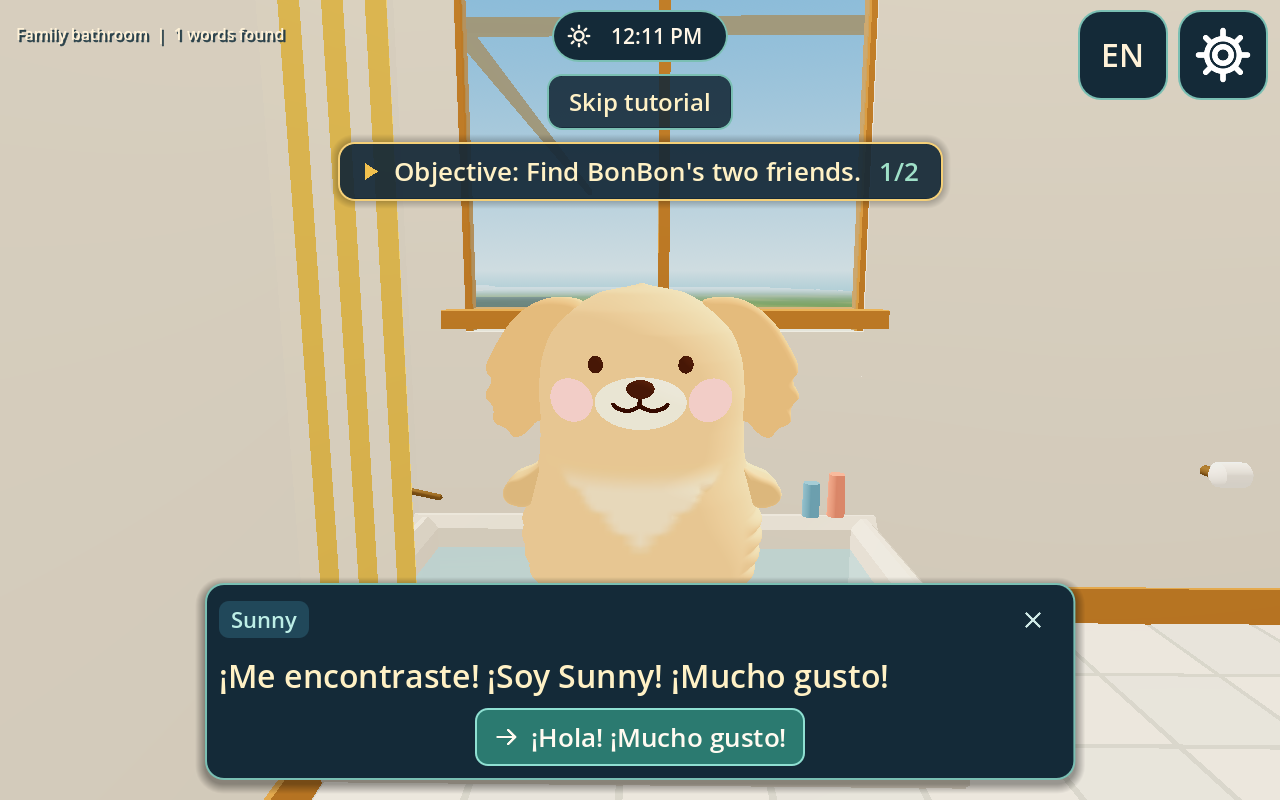 Family bathroom | 1 words found
12:11 PM
EN
Skip tutorial
Objective: Find BonBon's two friends. 1/2
Sunny
¡Me encontraste! ¡Soy Sunny! ¡Mucho gusto!
→ ¡Hola! ¡Mucho gusto!